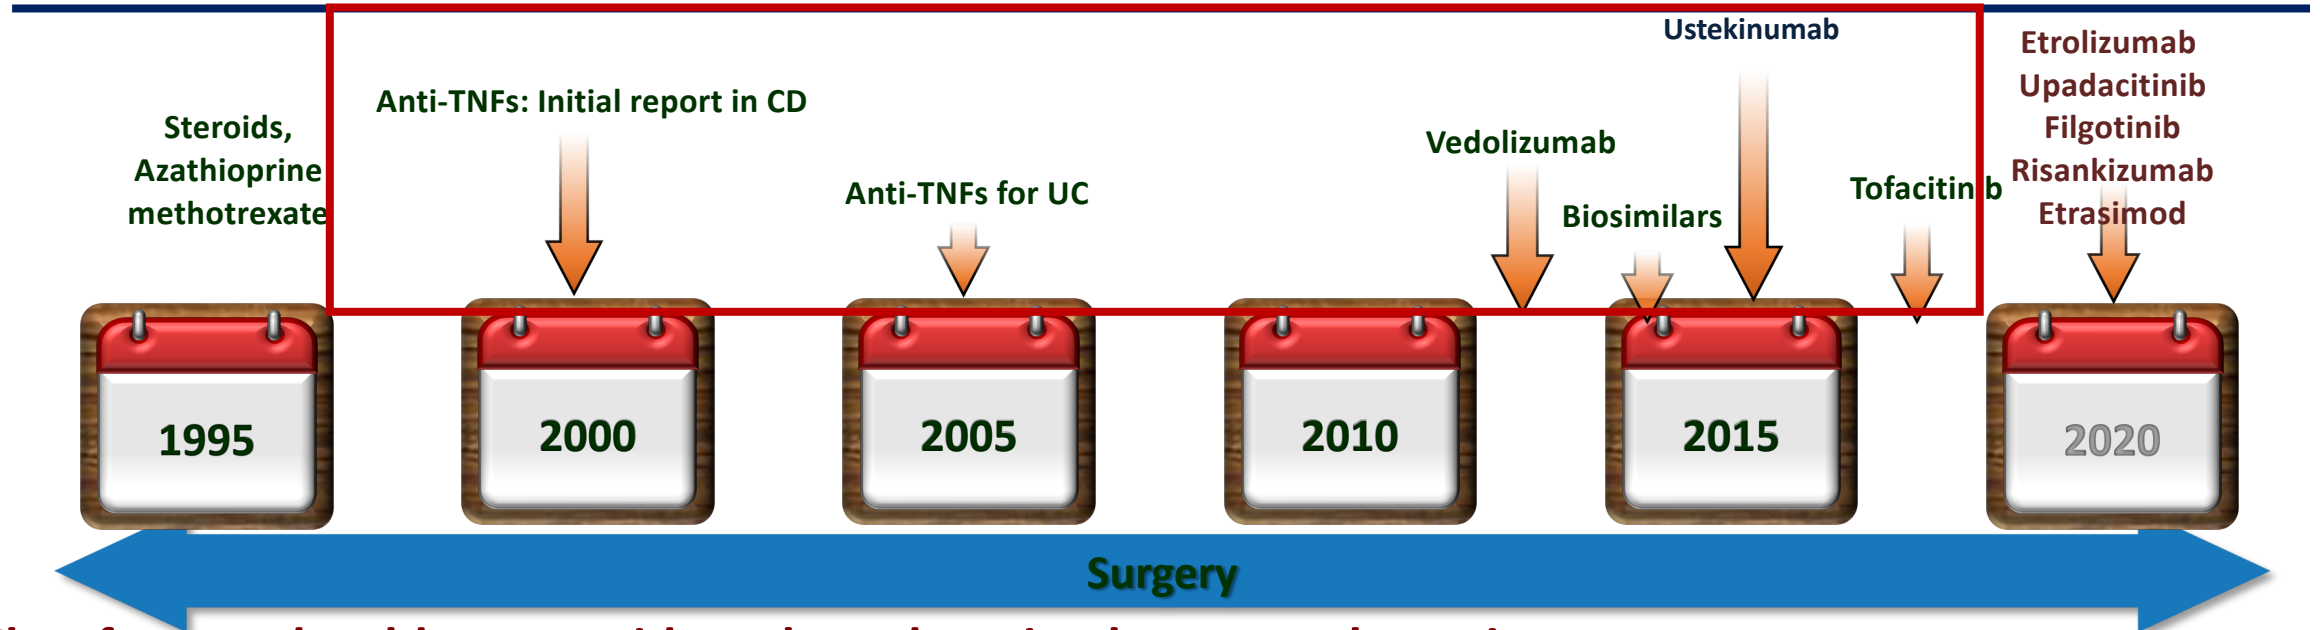 Ustekinumab
Etrolizumab
Upadacitinib
Filgotinib
Risankizumab
Etrasimod
Anti-TNFs: Initial report in CD
Steroids,
Azathioprine
methotrexate
Vedolizumab
Anti-TNFs for UC
Tofacitinib
Biosimilars
1995
2000
2005
2010
2015
2020
Surgery